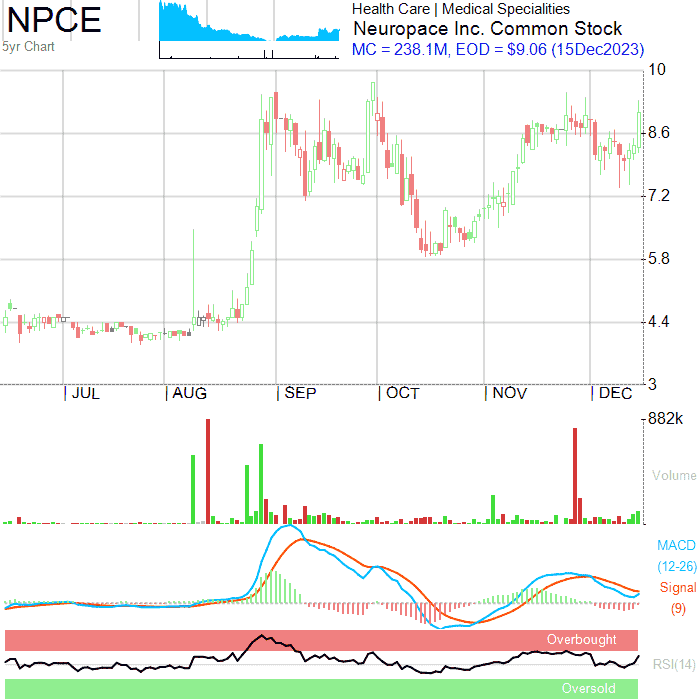 NPCE
5yr Chart
Health Care | Medical Specialities
Neuropace Inc. Common Stock
MC = 238.1M, EOD = $9.06 (15Dec2023)
10
8.6
7.2
5.8
4.4
3
JUL AUG SEP OCT NOV DEC
882k
Volume
MACD
(12-26)
Signal
(9)
Overbought
RSI(14)
Oversold